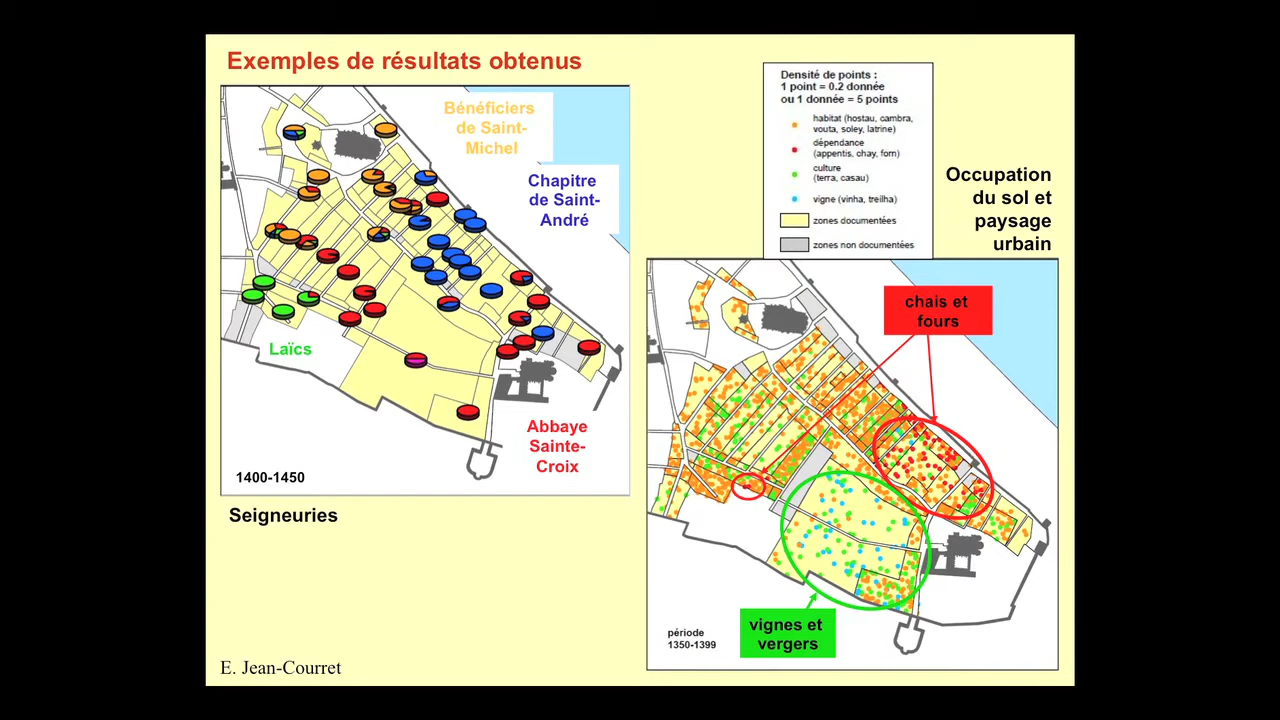 Exemples de résultats obtenus
Bénéficiers
de Saint-
Michel
Chapitre
de Saint-
André
Laïcs
Abbaye
Sainte-
Croix
1400-1450
Seigneuries
E. Jean-Courret
Densité de points :
1 point = 0.2 donnée
ou 1 donnée = 5 points
habitat (hostau, cambra,
vouta, soley, latrine)
dépendance
(appentis, chay, forn)
culture
(terra, casau)
vigne (vinha, treilha)
zones documentées
zones non documentées
Occupation
du sol et
paysage
urbain
chais et
fours
vignes et
vergers
période
1350-1399